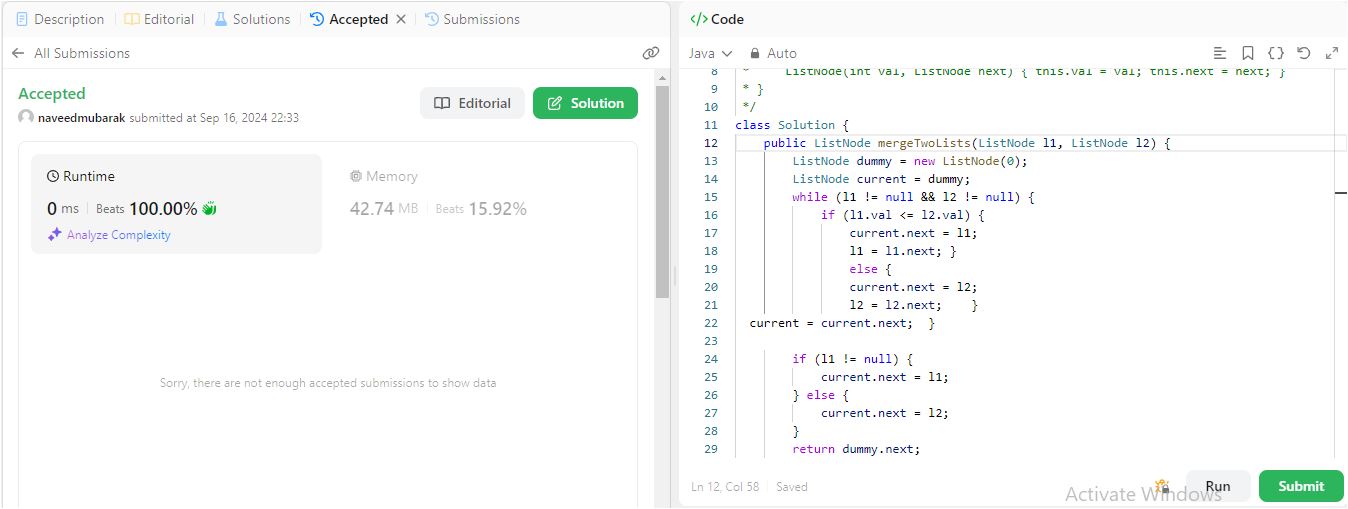 Description Editorial Solutions Accepted Submissions
All Submissions
Accepted
naveedmubarak submitted at Sep 16, 2024 22:33
Editorial
Solution
Runtime
0 ms Beats 100.00%
Analyze Complexity
Memory
42.74 MB Beats 15.92%
Sorry, there are not enough accepted submissions to show data
</> Code
Java Auto
8 *     ListNode(int val, ListNode next) { this.val = val; this.next = next; }
9 * }
10 */
11 class Solution {
12     public ListNode mergeTwoLists(ListNode l1, ListNode l2) {
13         ListNode dummy = new ListNode(0);
14         ListNode current = dummy;
15         while (l1 != null && l2 != null) {
16             if (l1.val <= l2.val) {
17                 current.next = l1;
18                 l1 = l1.next; }
19                 else {
20                 current.next = l2;
21                 l2 = l2.next;    }
22   current = current.next;  }
23
24         if (l1 != null) {
25             current.next = l1;
26         } else {
27             current.next = l2;
28         }
29         return dummy.next;
Ln 12, Col 58 Saved
Run
Submit
Activate Windows